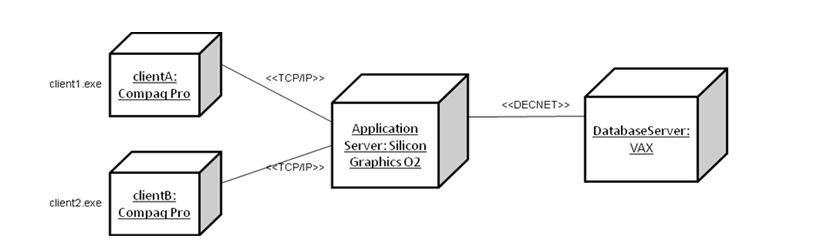 client1.exe
clientA:
Compaq Pro
<<TCP/IP>>
client2.exe
clientB:
Compaq Pro
<<TCP/IP>>
Application
Server: Silicon
Graphics O2
<<DECNET>>
DatabaseServer:
VAX